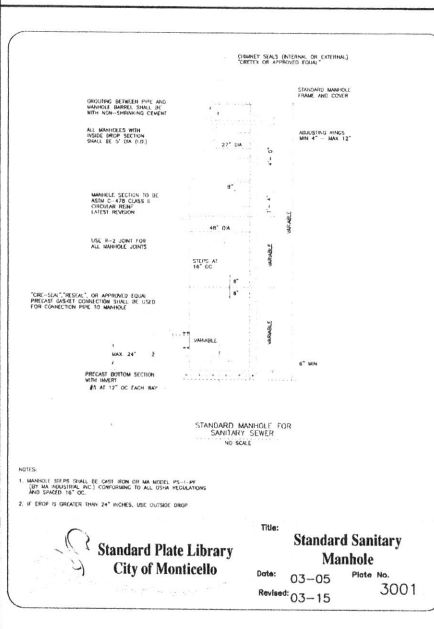 CHIMNEY SEALS (INTERNAL OR EXTERNAL)
"CRETEX OR APPROVED EQUAL"
STANDARD MANHOLE
FRAME AND COVER
GROUTING BETWEEN PIPE AND
MANHOLE BARREL SHALL BE
WITH NON-SHRINKING CEMENT
ALL MANHOLES WITH
INSIDE DROP SECTION
SHALL BE 5' DIA (I.D.)
ADJUSTING RINGS
MIN 4" - MAX 12"
27" DIA
MANHOLE SECTION TO BE
ASTM C-478 CLASS II
CIRCULAR REINF
LATEST REVISION
VARIABLE
48" DIA
USE R-2 JOINT FOR
ALL MANHOLE JOINTS
VARIABLE
STEPS AT
16" OC
8"
8"
"CRE-SEAL","RESEAL", OR APPROVED EQUAL
PRECAST GASKET CONNECTION SHALL BE USED
FOR CONNECTION PIPE TO MANHOLE
VARIABLE
VARIABLE
MAX. 24"
2
6" MIN
PRECAST BOTTOM SECTION
WITH INVERT
#5 AT 12" OC EACH WAY
STANDARD MANHOLE FOR
SANITARY SEWER
NO SCALE
NOTES:
1. MANHOLE STEPS SHALL BE CAST IRON OR MA MODEL PS-1-PF
(BY MA INDUSTRIAL INC.) CONFORMING TO ALL OSHA REGULATIONS
AND SPACED 16" OC.
2. IF DROP IS GREATER THAN 24" INCHES, USE OUTSIDE DROP
Standard Plate Library
City of Monticello
Title:
Standard Sanitary
Manhole
Date: 03-05 Plate No.
Revised: 03-15 3001